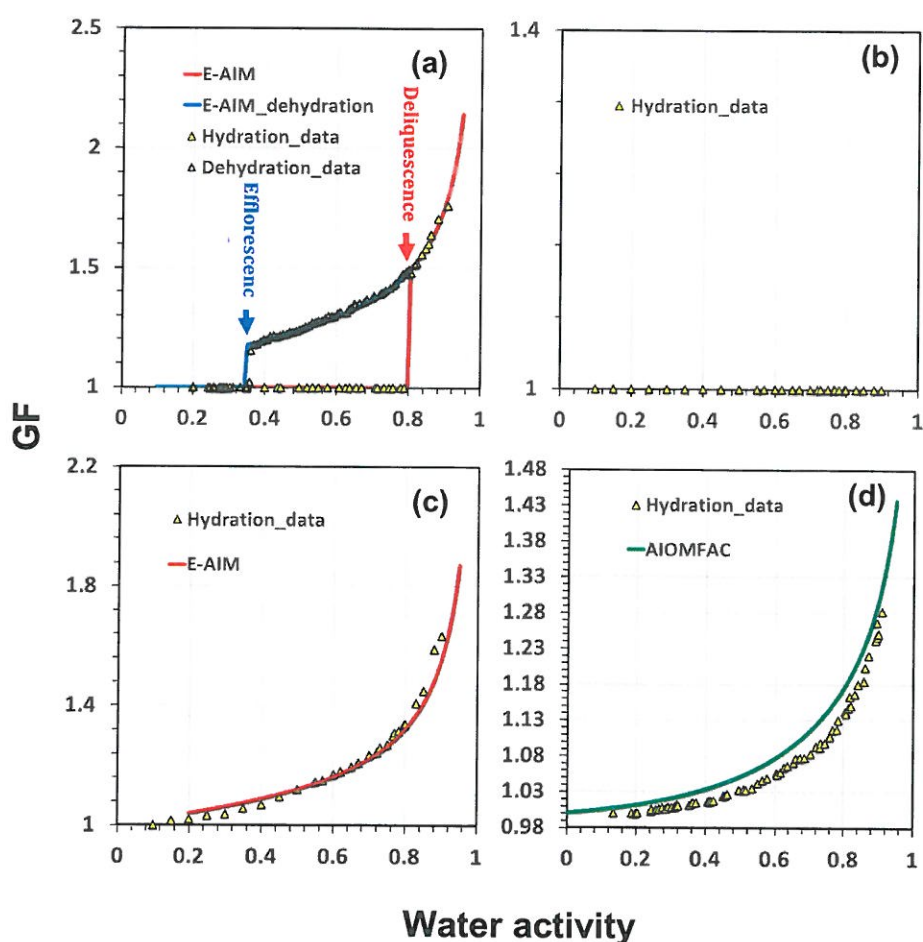 GF
(a)
2.5
2
1.5
1
E-AIM
E-AIM_dehydration
Hydration_data
Dehydration_data
Efflorescenc
Deliquescence
0 0.2 0.4 0.6 0.8 1
(b)
1.4
1
Hydration_data
0 0.2 0.4 0.6 0.8 1
(c)
2.2
1.8
1.4
1
Hydration_data
E-AIM
0 0.2 0.4 0.6 0.8 1
(d)
1.48
1.43
1.38
1.33
1.28
1.23
1.18
1.13
1.08
1.03
0.98
Hydration_data
AIOMFAC
0 0.2 0.4 0.6 0.8 1
Water activity